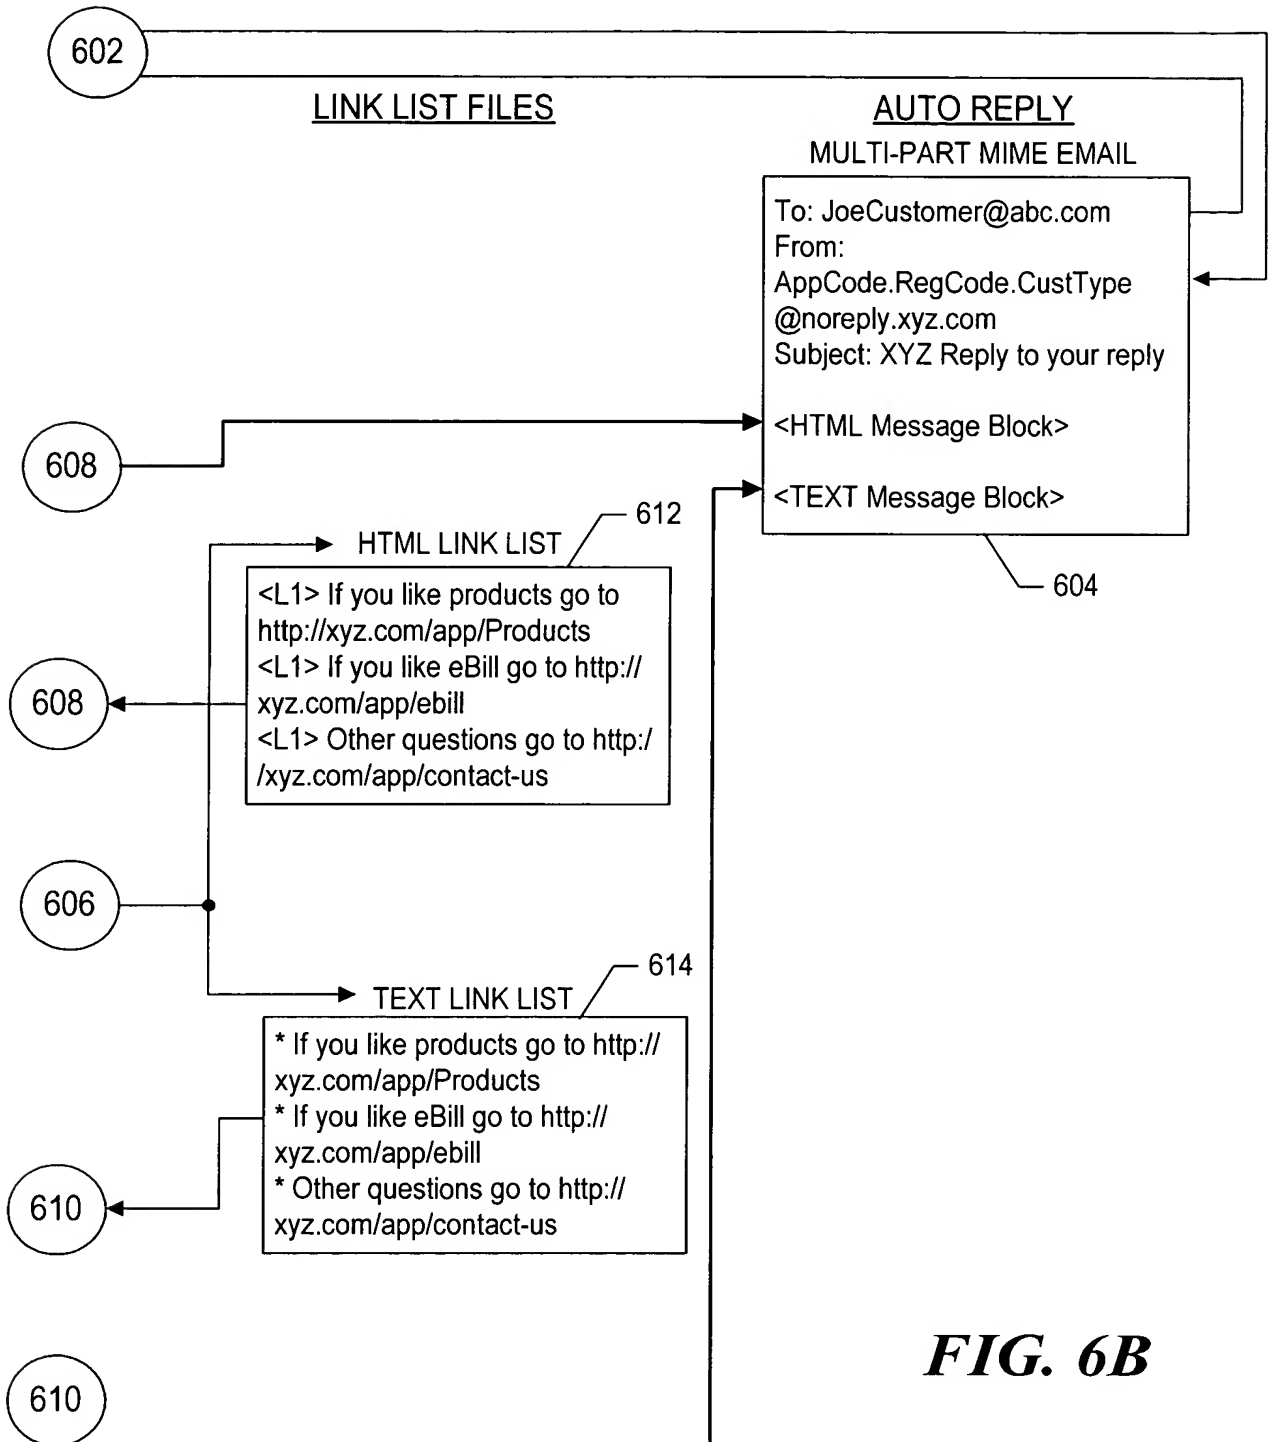 602
LINK LIST FILES
AUTO REPLY
MULTI-PART MIME EMAIL
To: JoeCustomer@abc.com
From:
AppCode.RegCode.CustType
@noreply.xyz.com
Subject: XYZ Reply to your reply
<HTML Message Block>
<TEXT Message Block>
604
608
612
HTML LINK LIST
<L1> If you like products go to
http://xyz.com/app/Products
<L1> If you like eBill go to http://
xyz.com/app/ebill
<L1> Other questions go to http:/
/xyz.com/app/contact-us
608
606
614
TEXT LINK LIST
* If you like products go to http://
xyz.com/app/Products
* If you like eBill go to http://
xyz.com/app/ebill
* Other questions go to http://
xyz.com/app/contact-us
610
610
FIG. 6B